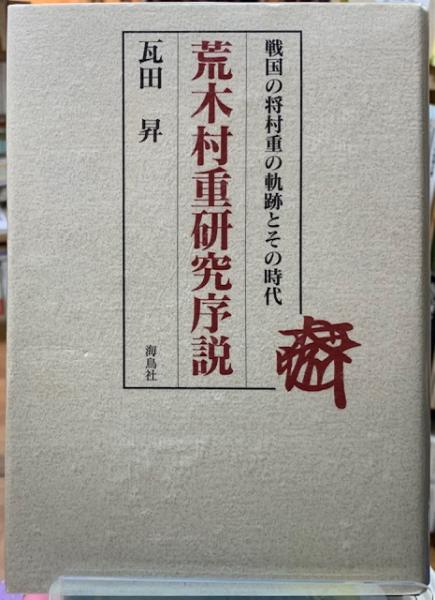 戦国の将村重の軌跡とその時代
荒木村重研究序説
瓦田 昇
海鳥社